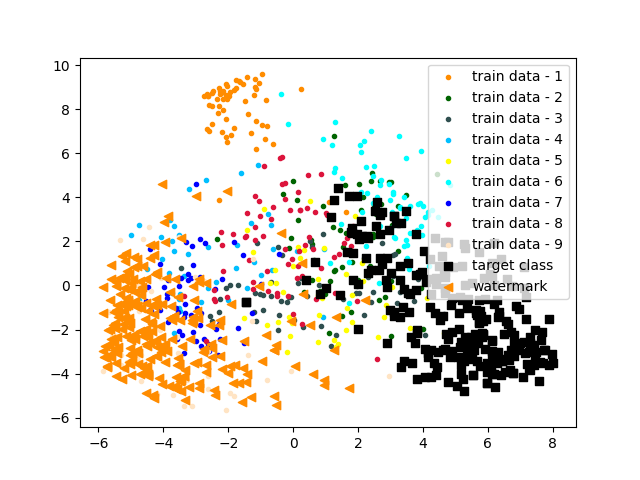 train data - 1
train data - 2
train data - 3
train data - 4
train data - 5
train data - 6
train data - 7
train data - 8
train data - 9
target class
watermark
10
8
6
4
2
0
−2
−4
−6
−6
−4
−2
0
2
4
6
8